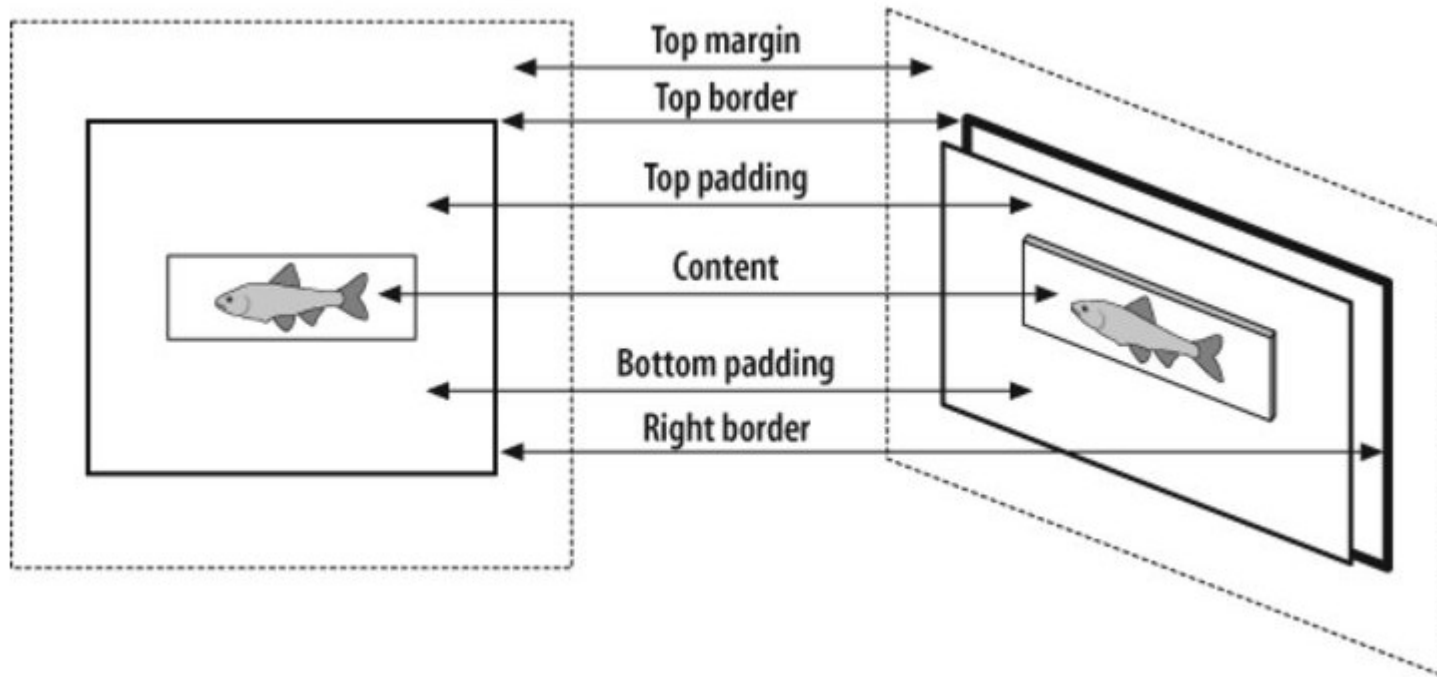 Top margin
Top border
Top padding
Content
Bottom padding
Right border